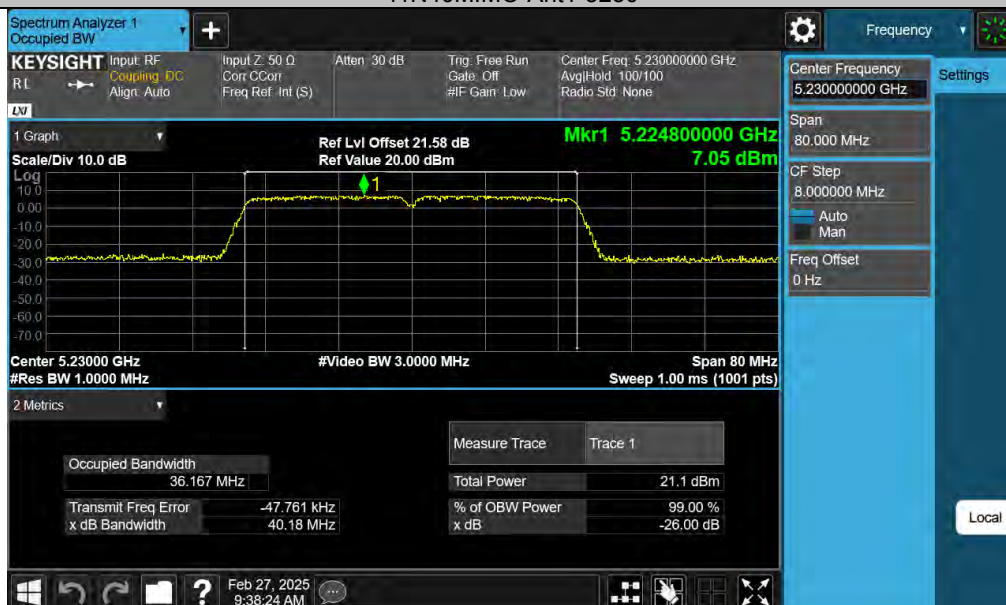 Spectrum Analyzer 1
Occupied BW
Frequency
KEYSIGHT
RL
LXI
Input: RF
Coupling: DC
Align: Auto
Input Z: 50 Ω
Corr CCorr
Freq Ref: Int (S)
Atten: 30 dB
Trig: Free Run
Gate: Off
#IF Gain: Low
Center Freq: 5.230000000 GHz
Avg|Hold: 100/100
Radio Std: None
Center Frequency
5.230000000 GHz
Settings
Span
80.000 MHz
CF Step
8.000000 MHz
Auto
Man
Freq Offset
0 Hz
1 Graph
Scale/Div 10.0 dB
Ref Lvl Offset 21.58 dB
Ref Value 20.00 dBm
Mkr1 5.224800000 GHz
7.05 dBm
Log
10.0
0.00
-10.0
-20.0
-30.0
-40.0
-50.0
-60.0
-70.0
1
Center 5.23000 GHz
#Res BW 1.0000 MHz
#Video BW 3.0000 MHz
Span 80 MHz
Sweep 1.00 ms (1001 pts)
2 Metrics
Measure Trace Trace 1
Occupied Bandwidth
36.167 MHz
Total Power 21.1 dBm
Transmit Freq Error -47.761 kHz
% of OBW Power 99.00 %
x dB Bandwidth 40.18 MHz
x dB -26.00 dB
Local
?
Feb 27, 2025
9:38:24 AM